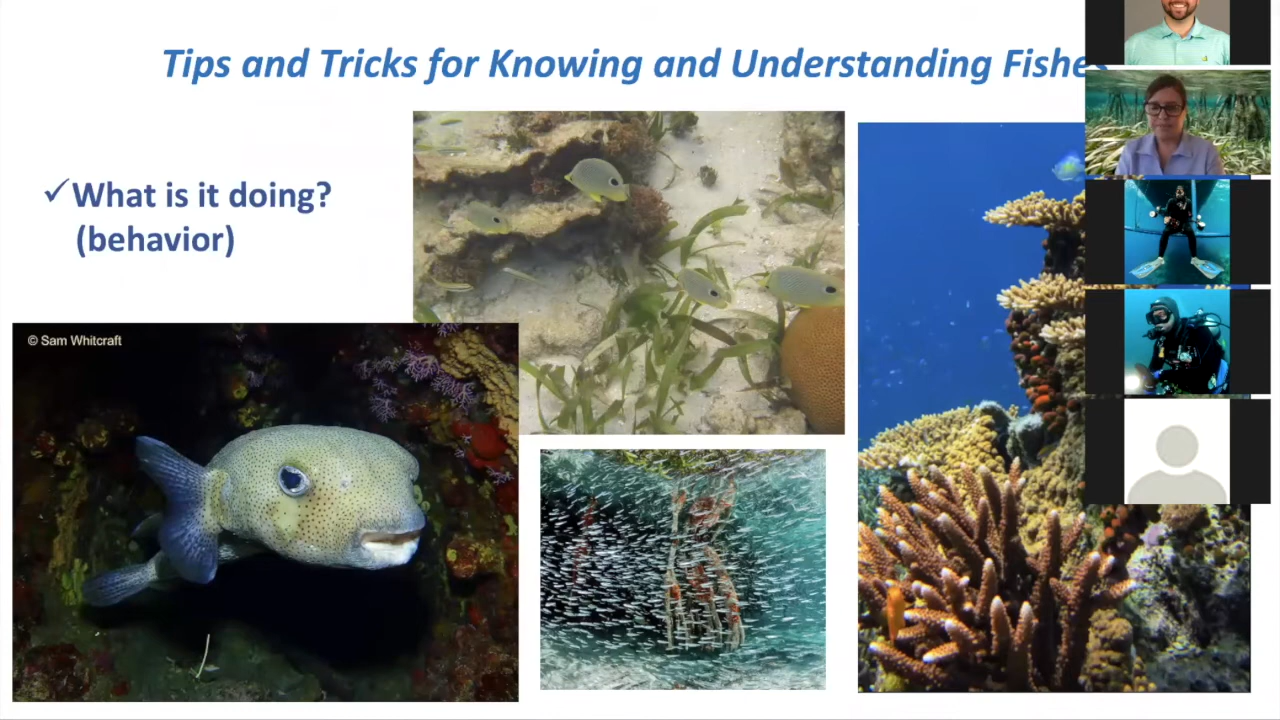 Tips and Tricks for Knowing and Understanding Fishes
✓What is it doing?
(behavior)
© Sam Whitcraft